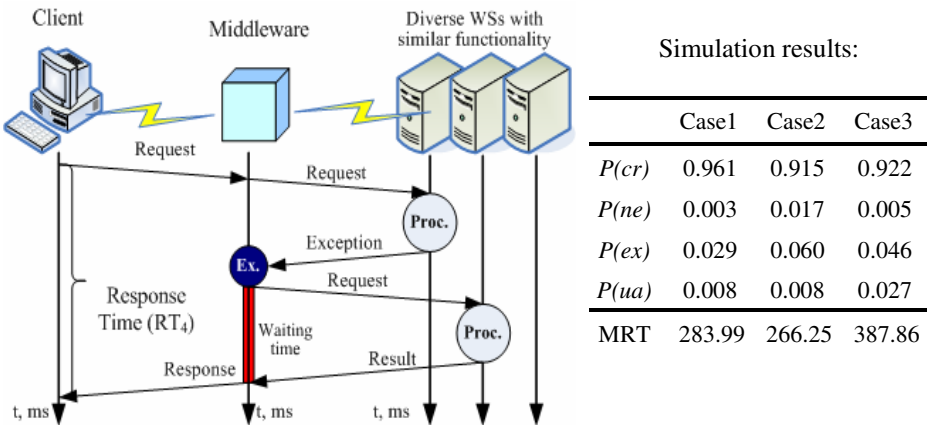 Client
Middleware
Diverse WSs with
similar functionality
Request
Request
Proc.
Exception
Ex.
Request
Response
Time (RT4)
Waiting
time
Proc.
Result
Response
t, ms
t, ms
t, ms
Simulation results:
Case1 Case2 Case3
P(cr) 0.961 0.915 0.922
P(ne) 0.003 0.017 0.005
P(ex) 0.029 0.060 0.046
P(ua) 0.008 0.008 0.027
MRT 283.99 266.25 387.86